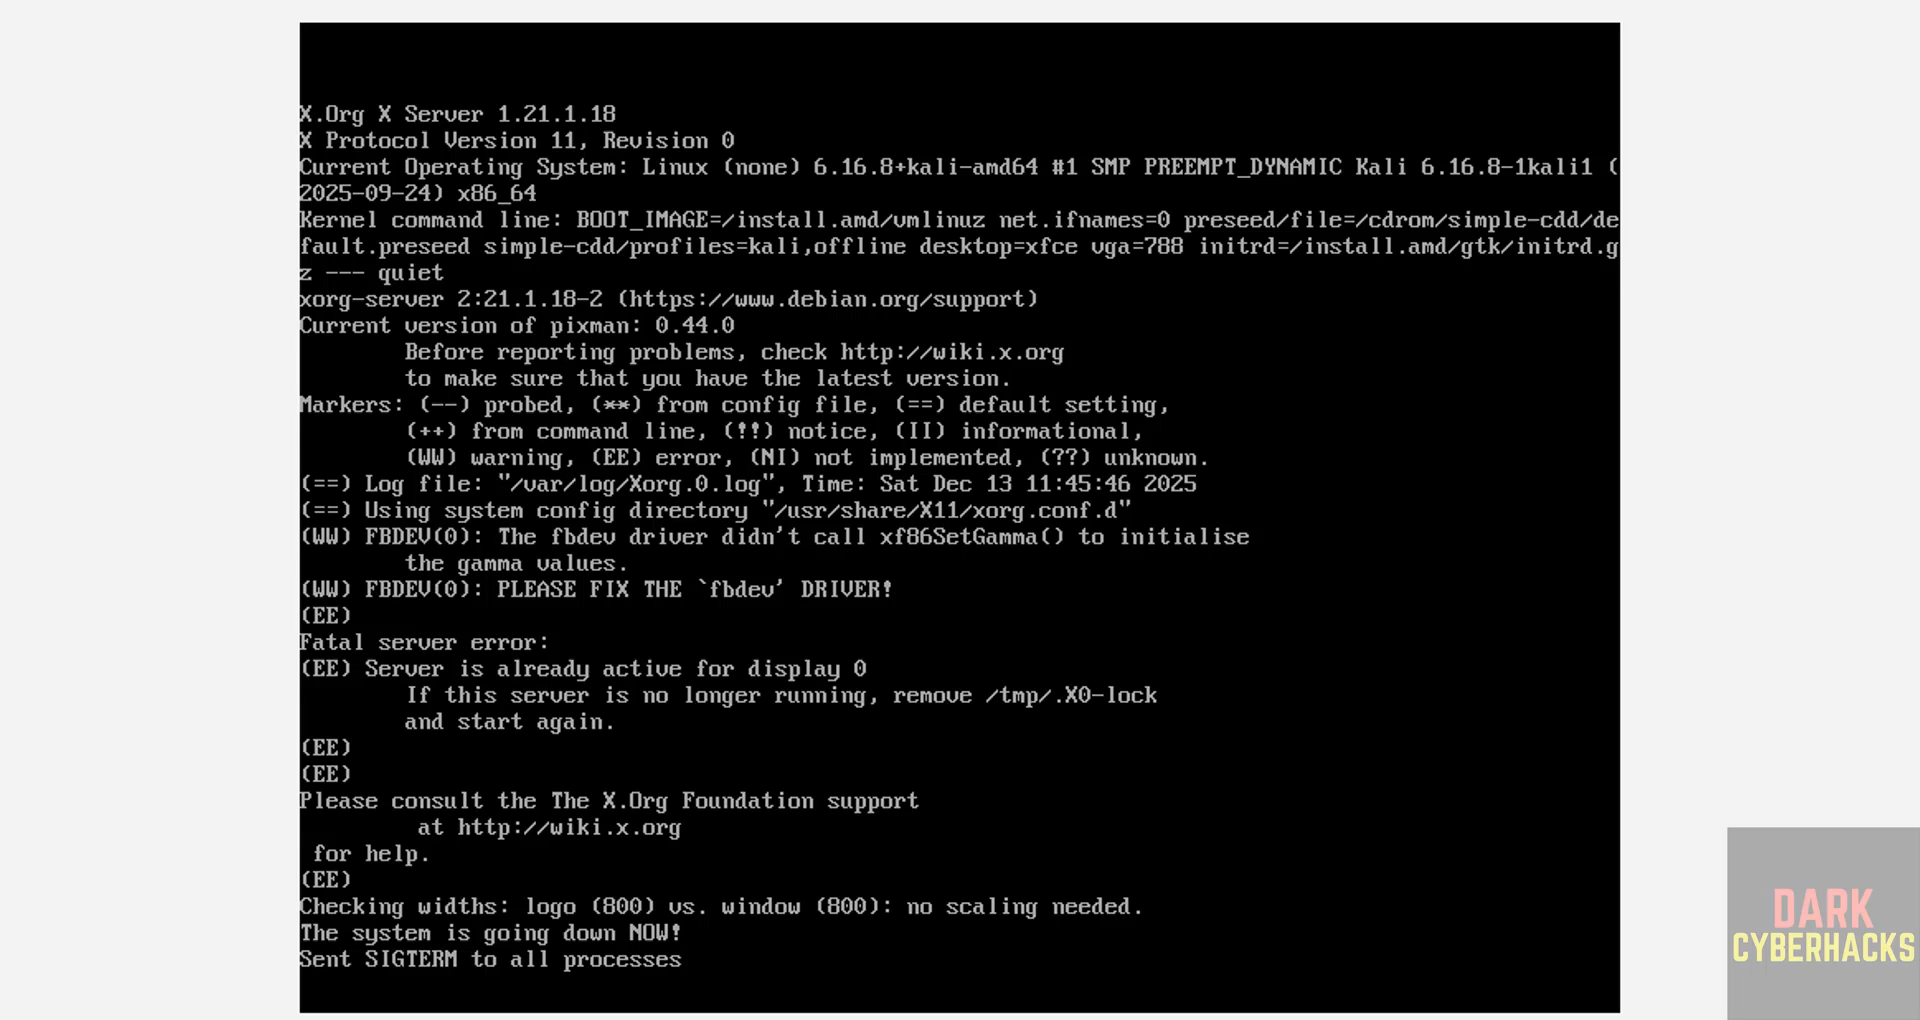 X.Org X Server 1.21.1.18
X Protocol Version 11, Revision 0
Current Operating System: Linux (none) 6.16.8+kali-amd64 #1 SMP PREEMPT_DYNAMIC Kali 6.16.8-1kali1 (
2025-09-24) x86_64
Kernel command line: BOOT_IMAGE=/install.amd/vmlinuz net.ifnames=0 preseed/file=/cdrom/simple-cdd/de
fault.preseed simple-cdd/profiles=kali,offline desktop=xfce vga=788 initrd=/install.amd/gtk/initrd.g
z --- quiet
xorg-server 2:21.1.18-2 (https://www.debian.org/support)
Current version of pixman: 0.44.0
Before reporting problems, check http://wiki.x.org
to make sure that you have the latest version.
Markers: (--) probed, (**) from config file, (==) default setting,
(++) from command line, (!!) notice, (II) informational,
(WW) warning, (EE) error, (NI) not implemented, (??) unknown.
(==) Log file: "/var/log/Xorg.0.log", Time: Sat Dec 13 11:45:46 2025
(==) Using system config directory "/usr/share/X11/xorg.conf.d"
(WW) FBDEV(0): The fbdev driver didn't call xf86SetGamma() to initialise
the gamma values.
(WW) FBDEV(0): PLEASE FIX THE `fbdev' DRIVER!
(EE)
Fatal server error:
(EE) Server is already active for display 0
If this server is no longer running, remove /tmp/.X0-lock
and start again.
(EE)
(EE)
Please consult the The X.Org Foundation support
at http://wiki.x.org
for help.
(EE)
Checking widths: logo (800) vs. window (800): no scaling needed.
The system is going down NOW!
Sent SIGTERM to all processes
DARK
CYBERHACKS